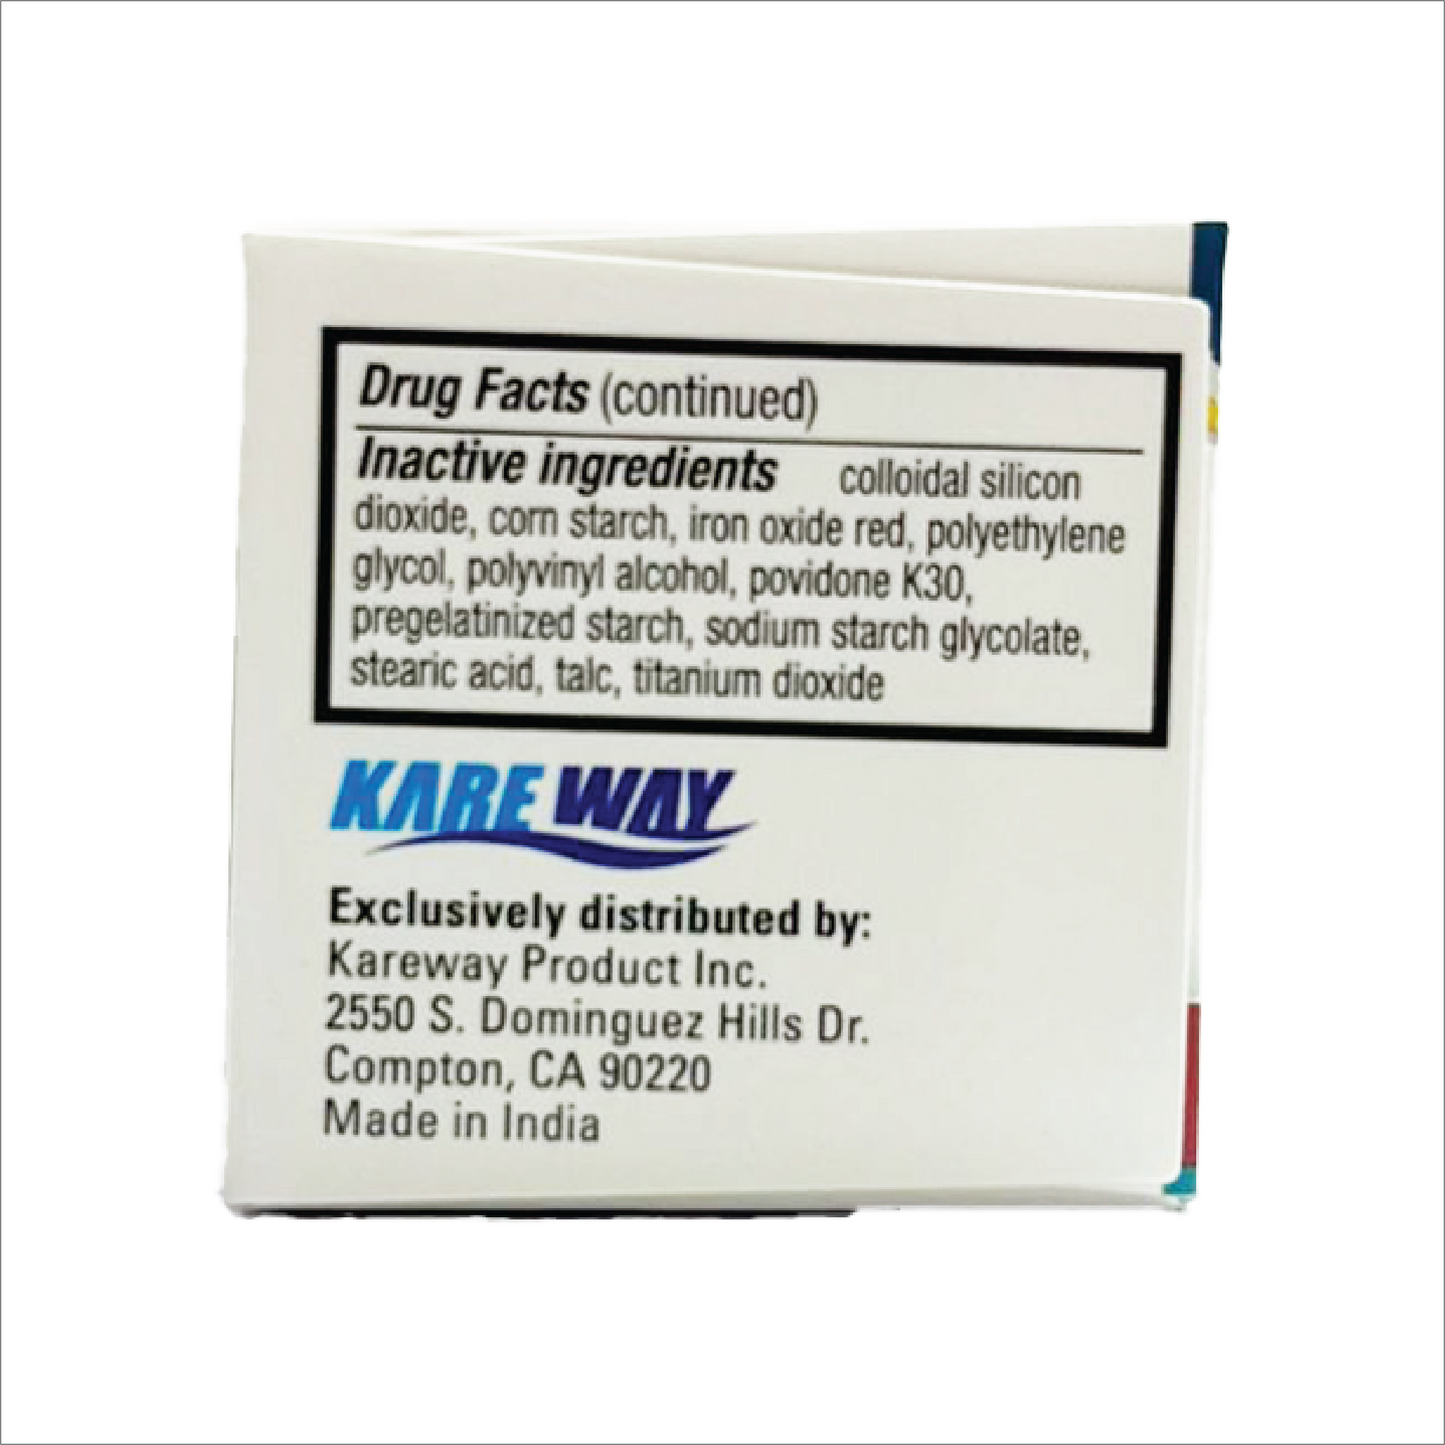 Drug Facts (continued)
Inactive ingredients colloidal silicon
dioxide, corn starch, iron oxide red, polyethylene
glycol, polyvinyl alcohol, povidone K30,
pregelatinized starch, sodium starch glycolate,
stearic acid, talc, titanium dioxide
KAREWAY
Exclusively distributed by:
Kareway Product Inc.
2550 S. Dominguez Hills Dr.
Compton, CA 90220
Made in India